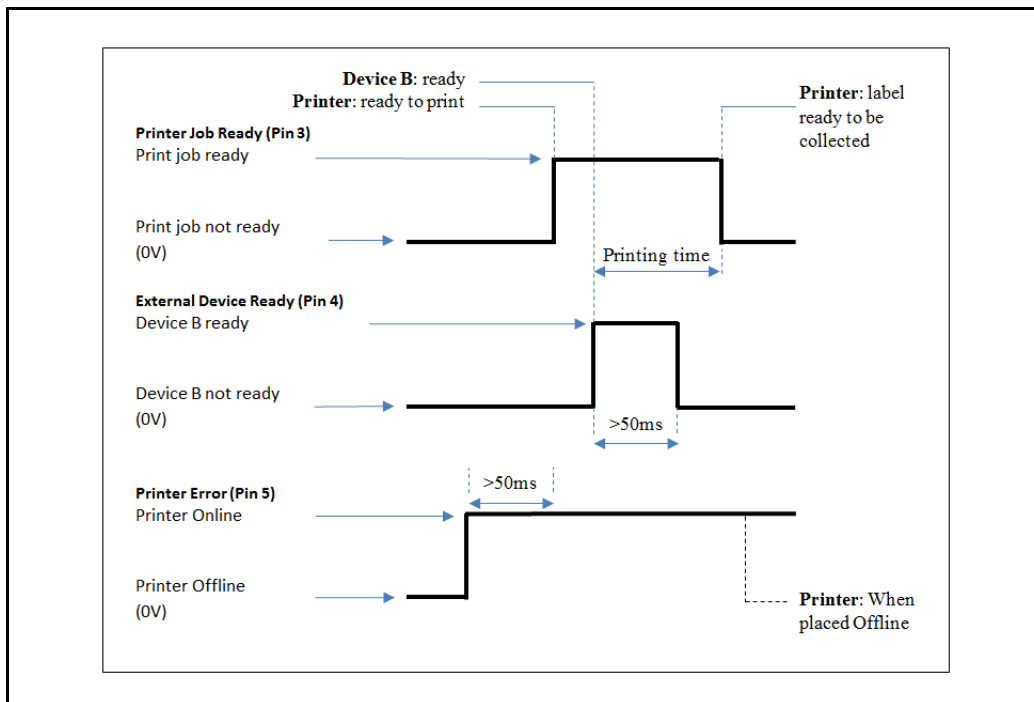 Device B: ready
Printer: ready to print
Printer: label
ready to be
collected
Printer Job Ready (Pin 3)
Print job ready
Print job not ready
(0V)
Printing time
External Device Ready (Pin 4)
Device B ready
Device B not ready
(0V)
>50ms
>50ms
Printer Error (Pin 5)
Printer Online
Printer Offline
(0V)
Printer: When
placed Offline